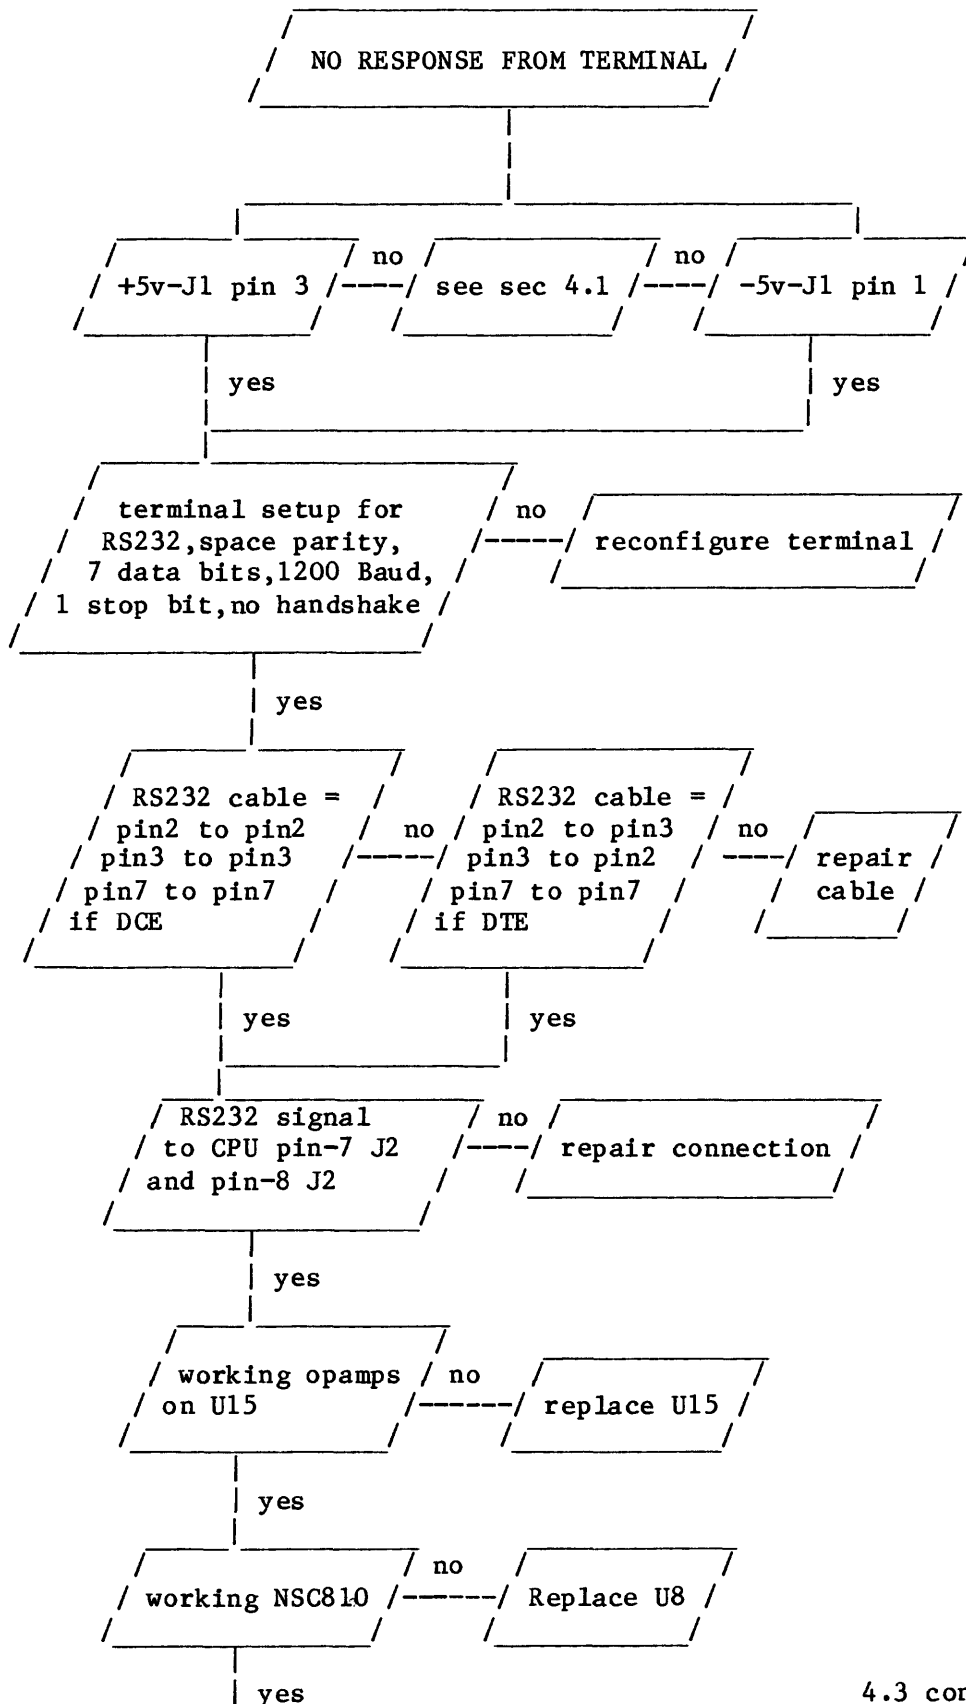 NO RESPONSE FROM TERMINAL
+5v-J1 pin 3
no
see sec 4.1
no
-5v-J1 pin 1
yes
yes
terminal setup for
RS232,space parity,
7 data bits,1200 Baud,
1 stop bit,no handshake
no
reconfigure terminal
yes
RS232 cable =
pin2 to pin2
pin3 to pin3
pin7 to pin7
if DCE
no
RS232 cable =
pin2 to pin3
pin3 to pin2
pin7 to pin7
if DTE
no
repair
cable
yes
yes
RS232 signal
to CPU pin-7 J2
and pin-8 J2
no
repair connection
yes
working opamps
on U15
no
replace U15
yes
working NSC810
no
Replace U8
yes
4.3 con